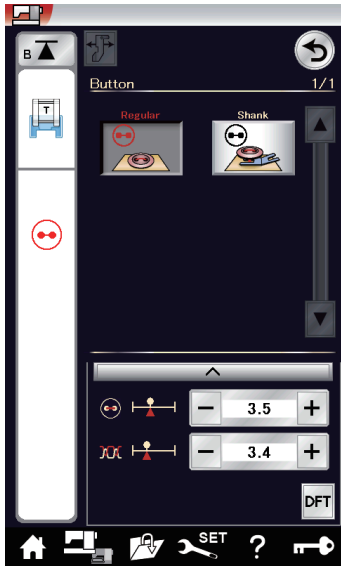 B
Button 1/1
T
Regular Shank
3.5
3.4
DFT
SET
?